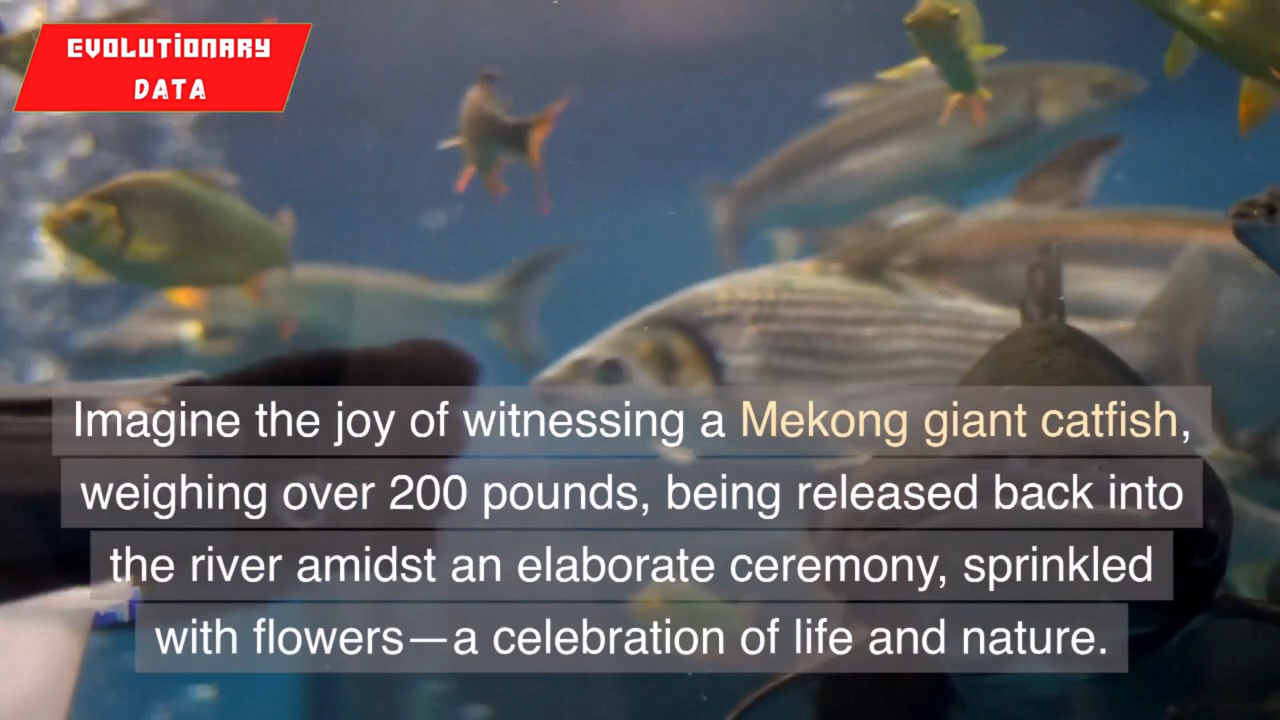 EVOLUTIONARY
DATA
Imagine the joy of witnessing a Mekong giant catfish,
weighing over 200 pounds, being released back into
the river amidst an elaborate ceremony, sprinkled
with flowers—a celebration of life and nature.